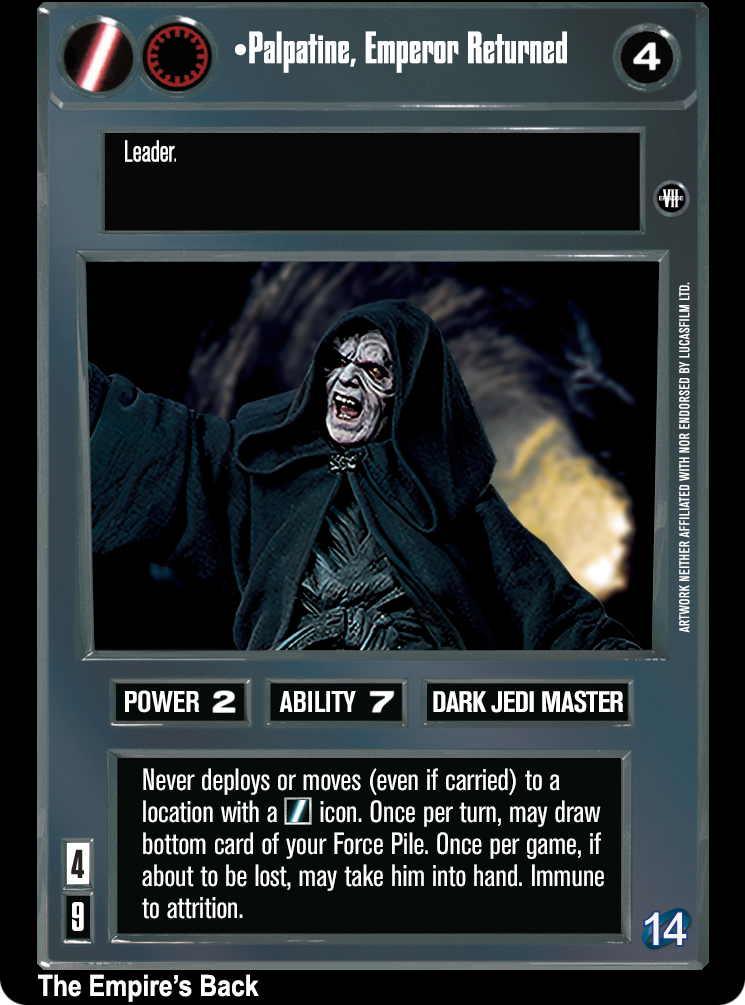 •Palpatine, Emperor Returned
4
Leader.
EPISODE
VII
ARTWORK NEITHER AFFILIATED WITH NOR ENDORSED BY LUCASFILM LTD.
POWER 2
ABILITY 7
DARK JEDI MASTER
Never deploys or moves (even if carried) to a
location with a icon. Once per turn, may draw
bottom card of your Force Pile. Once per game, if
about to be lost, may take him into hand. Immune
to attrition.
4
9
14
The Empire's Back